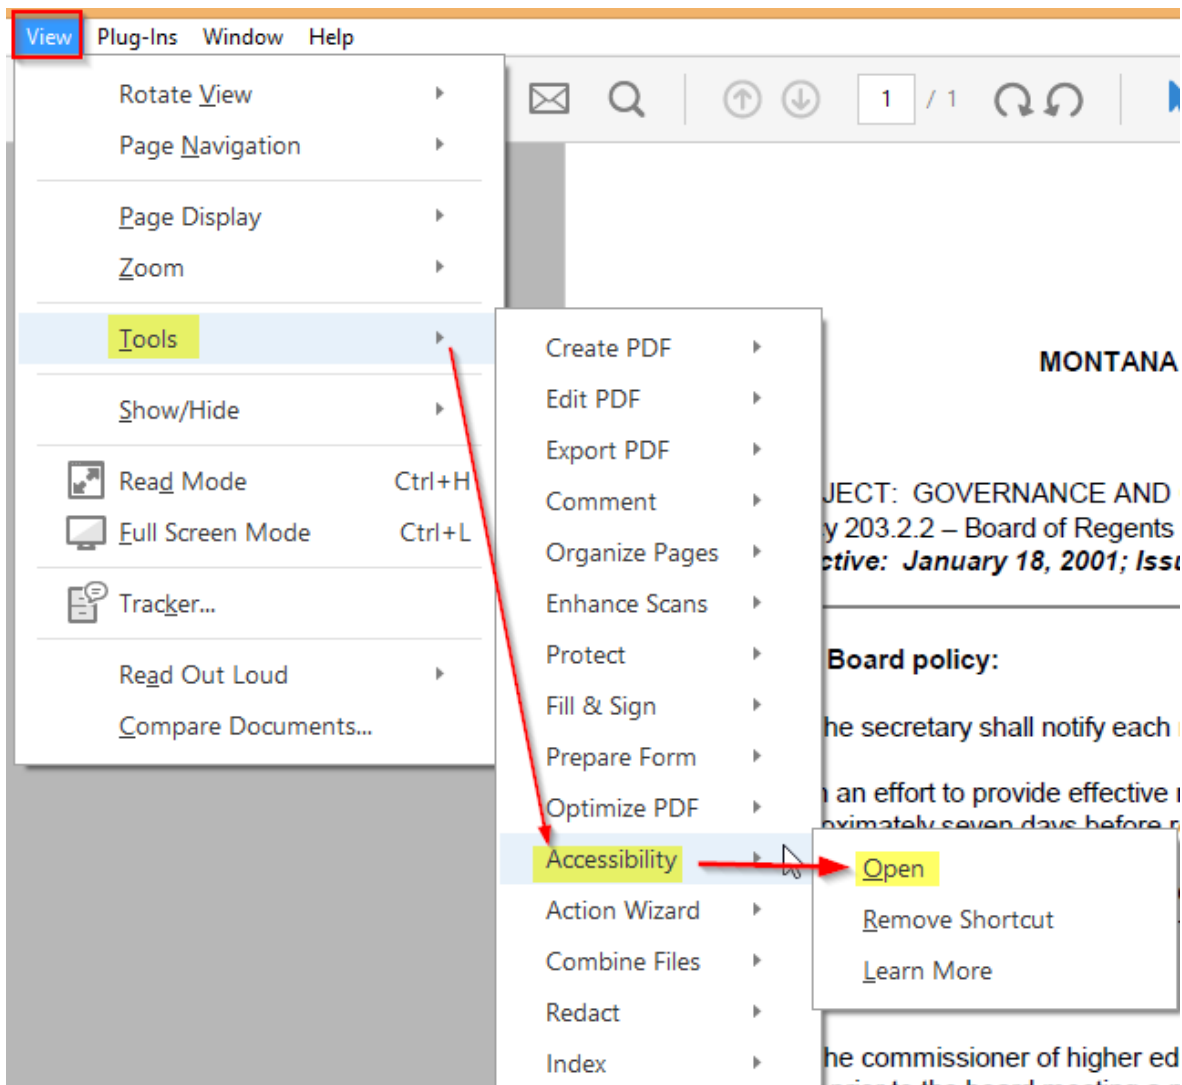 View Plug-Ins Window Help
Rotate View
Page Navigation
Page Display
Zoom
Tools
Show/Hide
Read Mode Ctrl+H
Full Screen Mode Ctrl+L
Tracker...
Read Out Loud
Compare Documents...
1 / 1
Create PDF
Edit PDF
Export PDF
Comment
Organize Pages
Enhance Scans
Protect
Fill & Sign
Prepare Form
Optimize PDF
Accessibility
Action Wizard
Combine Files
Redact
Index
Open
Remove Shortcut
Learn More
MONTANA
JECT: GOVERNANCE AND
y 203.2.2 – Board of Regents
ctive: January 18, 2001; Issu
Board policy:
he secretary shall notify each
an effort to provide effective
oximately seven days before
he commissioner of higher ed